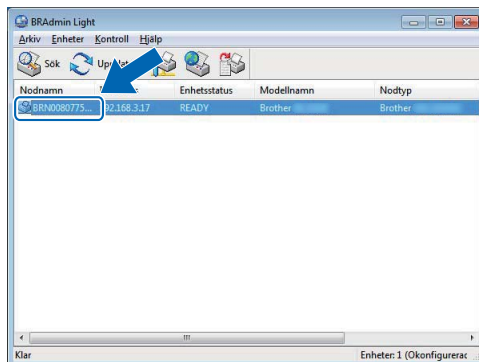 BRAdmin Light
Arkiv Enheter Kontroll Hjälp
Sök
Nodnamn Enhetsstatus Modellnamn Nodtyp
BRN0080775... 92.168.3.17 READY Brother Brother
Klar Enheter: 1 (Okonfigurerac